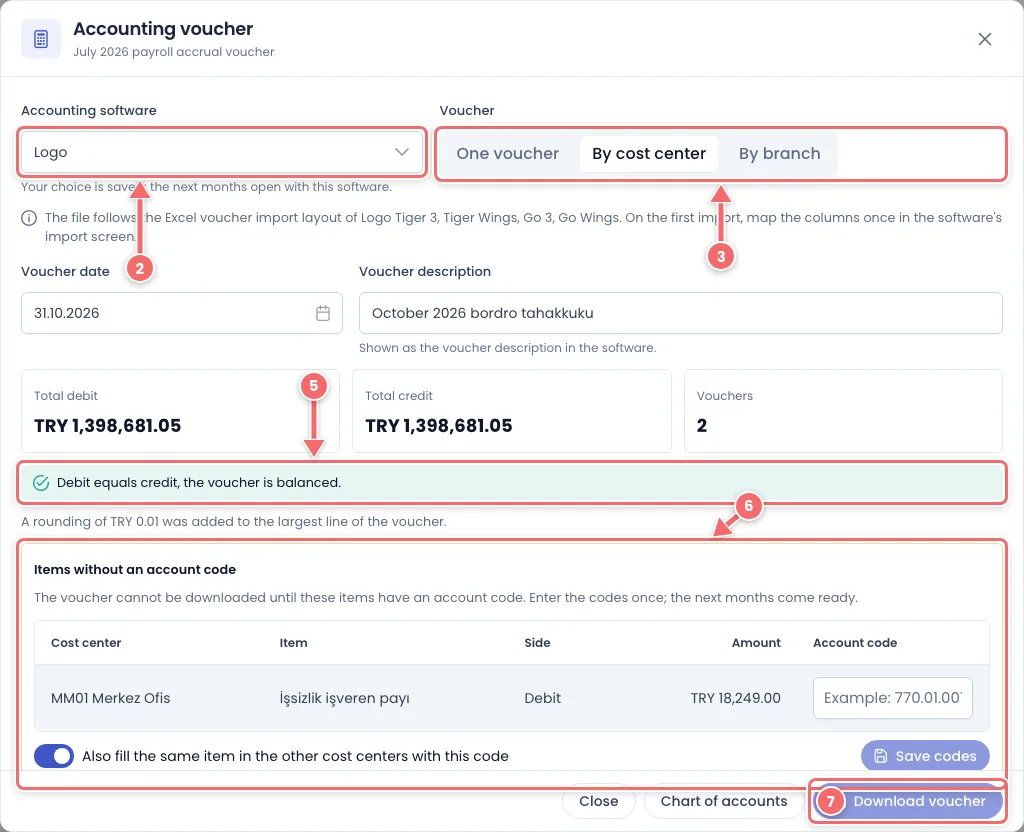 Accounting voucher
July 2026 payroll accrual voucher
Accounting software
Voucher
Logo
One voucher
By cost center
By branch
Your choice is save the next months open with this software.
The file follows the Excel voucher import layout of Logo Tiger 3, Tiger Wings, Go 3, Go Wings. On the first import, map the columns once in the software's
import screen
2
3
Voucher date
Voucher description
31.10.2026
October 2026 bordro tahakkuku
Shown as the voucher description in the software.
Total debit
TRY 1,398,681.05
5
Total credit
TRY 1,398,681.05
Vouchers
2
Debit equals credit, the voucher is balanced.
A rounding of TRY 0.01 was added to the largest line of the voucher.
6
Items without an account code
The voucher cannot be downloaded until these items have an account code. Enter the codes once; the next months come ready.
Cost center
Item
Side
Amount
Account code
MM01 Merkez Ofis
İşsizlik işveren payı
Debit
TRY 18,249.00
Example: 770.01.00
Also fill the same item in the other cost centers with this code
Save codes
Close
Chart of accounts
7
Download voucher